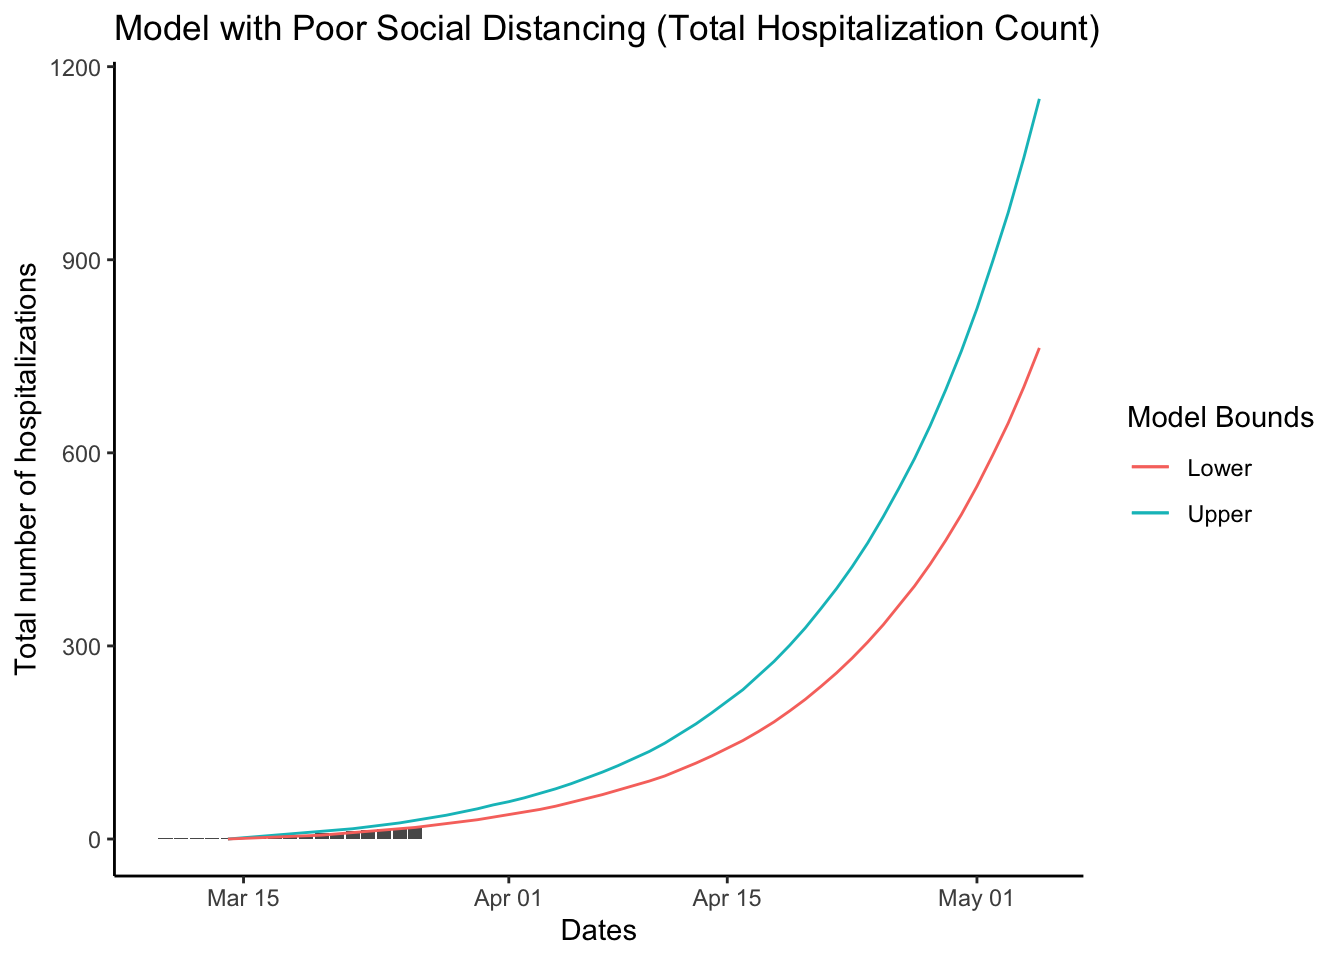 Model with Poor Social Distancing (Total Hospitalization Count)
Total number of hospitalizations
1200
900
600
300
0
Mar 15
Apr 01
Apr 15
May 01
Dates
Model Bounds
Lower
Upper